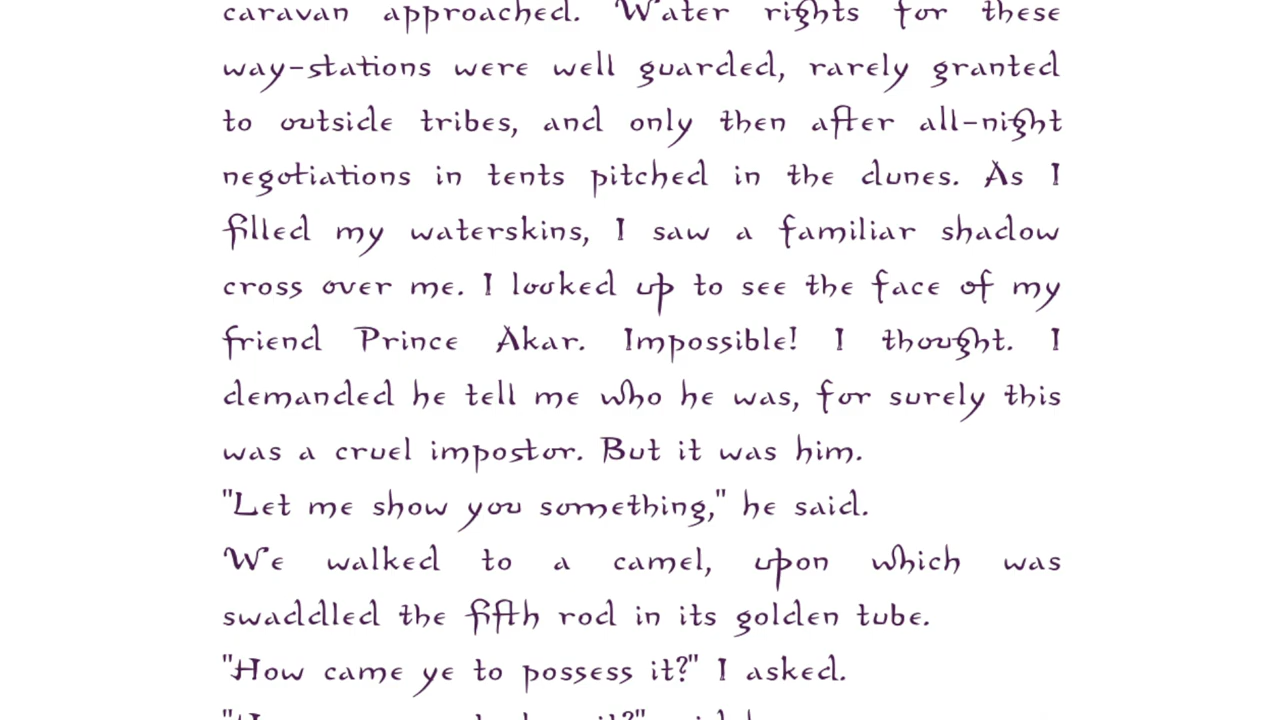 caravan approached. Water rights for these
way-stations were well guarded, rarely granted
to outside tribes, and only then after all-night
negotiations in tents pitched in the dunes. As I
filled my waterskins, I saw a familiar shadow
cross over me. I looked up to see the face of my
friend Prince Akar. Impossible! I thought. I
demanded he tell me who he was, for surely this
was a cruel impostor. But it was him.
"Let me show you something," he said.
We walked to a camel, upon which was
swaddled the fifth rod in its golden tube.
"How came ye to possess it?" I asked.